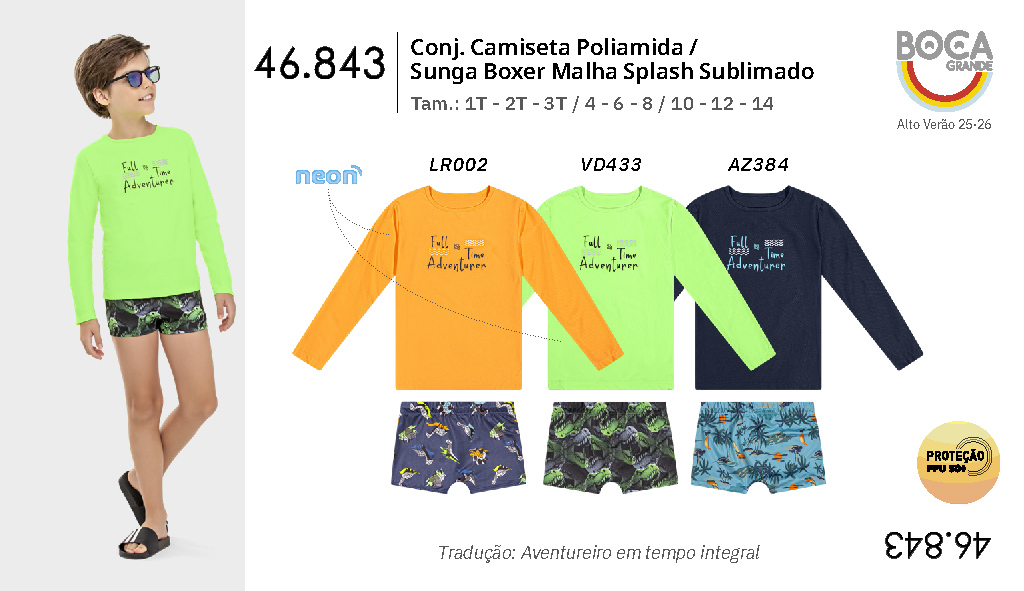 46.843
Conj. Camiseta Poliamida /
Sunga Boxer Malha Splash Sublimado
Tam.: 1T - 2T - 3T / 4 - 6 - 8 / 10 - 12 - 14
BOCA
GRANDE
Alto Verão 25-26
neon
LR002
VD433
AZ384
Full
Time
Adventurer
Full
Time
Adventurer
Full
Time
Adventurer
Full
Time
Adventurer
PROTEÇÃO
FPU 50+
Tradução: Aventureiro em tempo integral
46.843